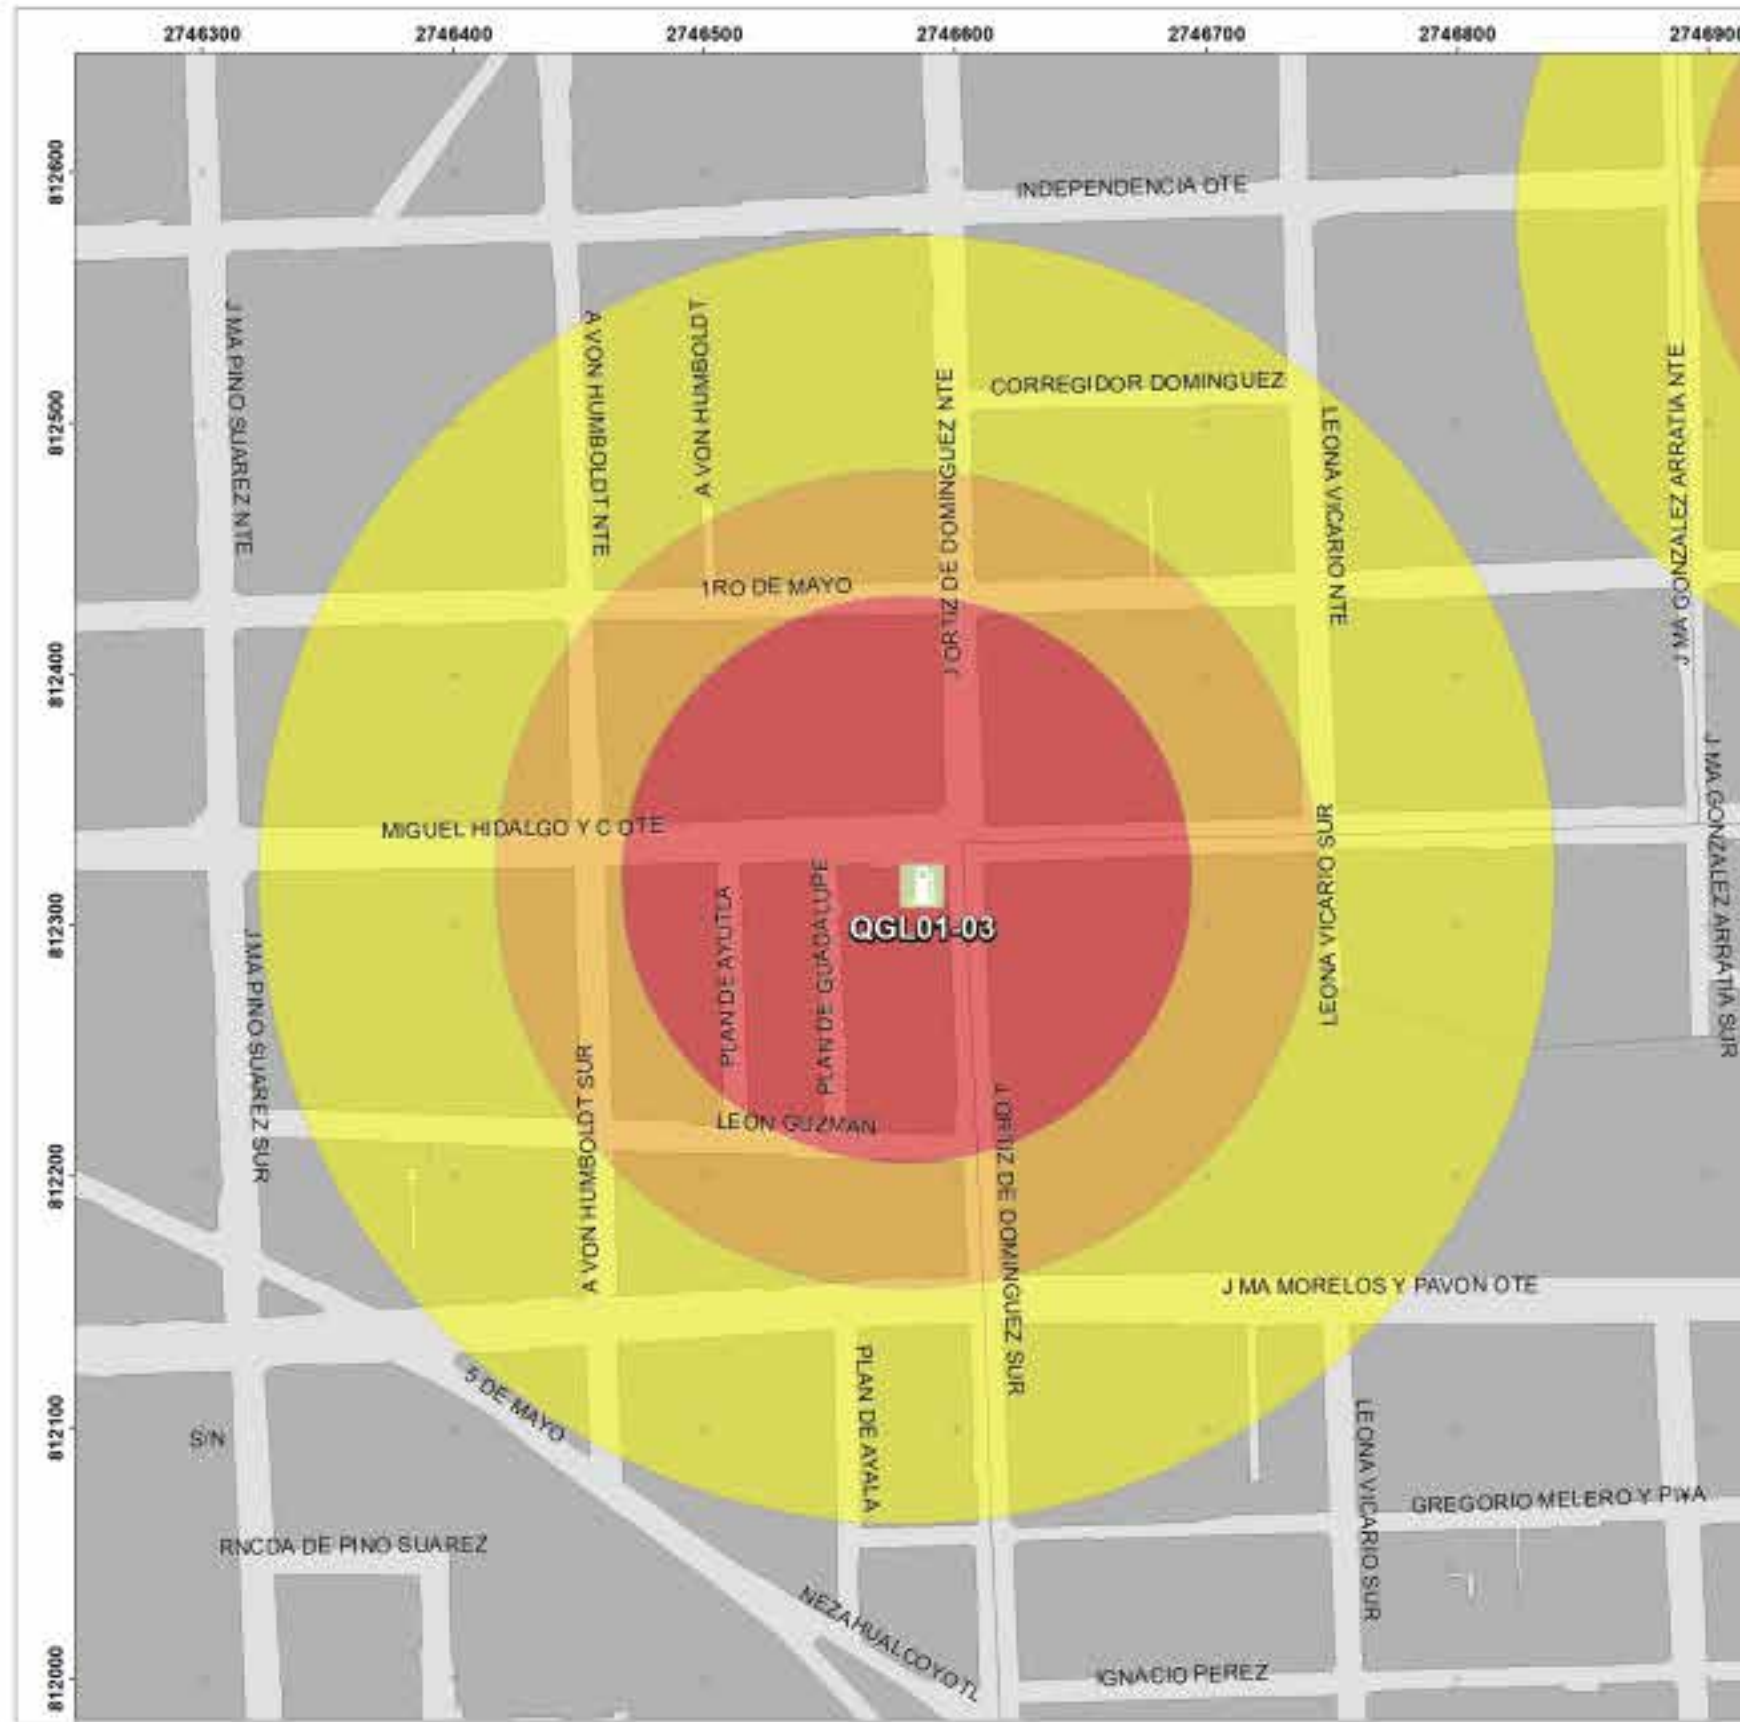 2746300
2746400
2746500
2746600
2746700
2746800
2746900
812600
812500
812400
812300
812200
812100
812000
INDEPENDENCIA OTE
J MA PINO SUAREZ NTE
A VON HUMBOLDT NTE
A VON HUMBOLDT
J ORTIZ DE DOMINGUEZ NTE
CORREGIDOR DOMINGUEZ
LEONA VICARIO NTE
J MA GONZALEZ ARRATIA NTE
1RO DE MAYO
MIGUEL HIDALGO Y C OTE
J MA GONZALEZ ARRATIA SUR
LEONA VICARIO SUR
PLAN DE AYUTLA
PLAN DE GUADALUPE
QGL01-03
J MA PINO SUAREZ SUR
A VON HUMBOLDT SUR
LEON GUZMAN
J ORTIZ DE DOMINGUEZ SUR
J MA MORELOS Y PAVON OTE
5 DE MAYO
PLAN DE AYALA
LEONA VICARIO SUR
S/N
GREGORIO MELERO Y PIÑA
RNCDA DE PINO SUAREZ
NEZAHUALCOYOTL
IGNACIO PEREZ